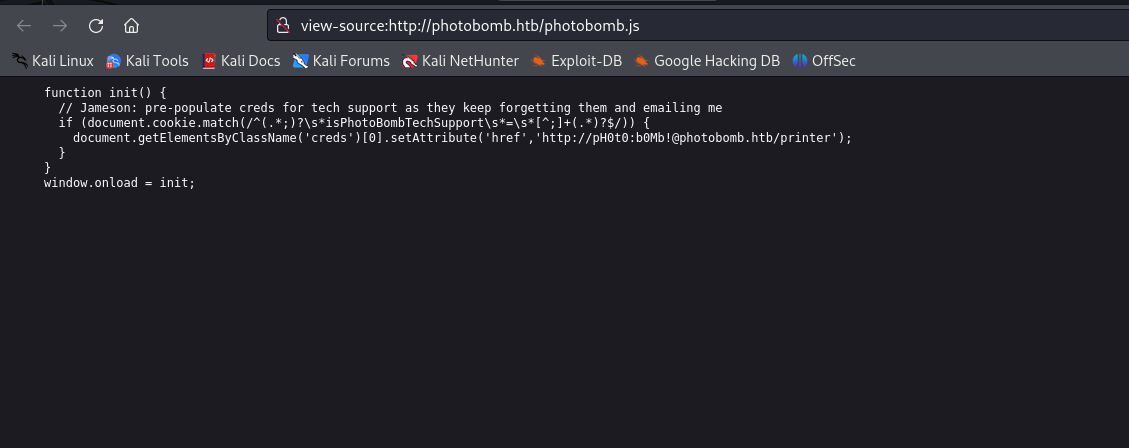 view-source:http://photobomb.htb/photobomb.js
Kali Linux Kali Tools Kali Docs Kali Forums Kali NetHunter Exploit-DB Google Hacking DB OffSec
function init() {
  // Jameson: pre-populate creds for tech support as they keep forgetting them and emailing me
  if (document.cookie.match(/^(.*;)?\s*isPhotoBombTechSupport\s*=\s*[^;]+(.*)?$/)) {
    document.getElementsByClassName('creds')[0].setAttribute('href','http://pH0t0:b0Mb!@photobomb.htb/printer');
  }
}
window.onload = init;